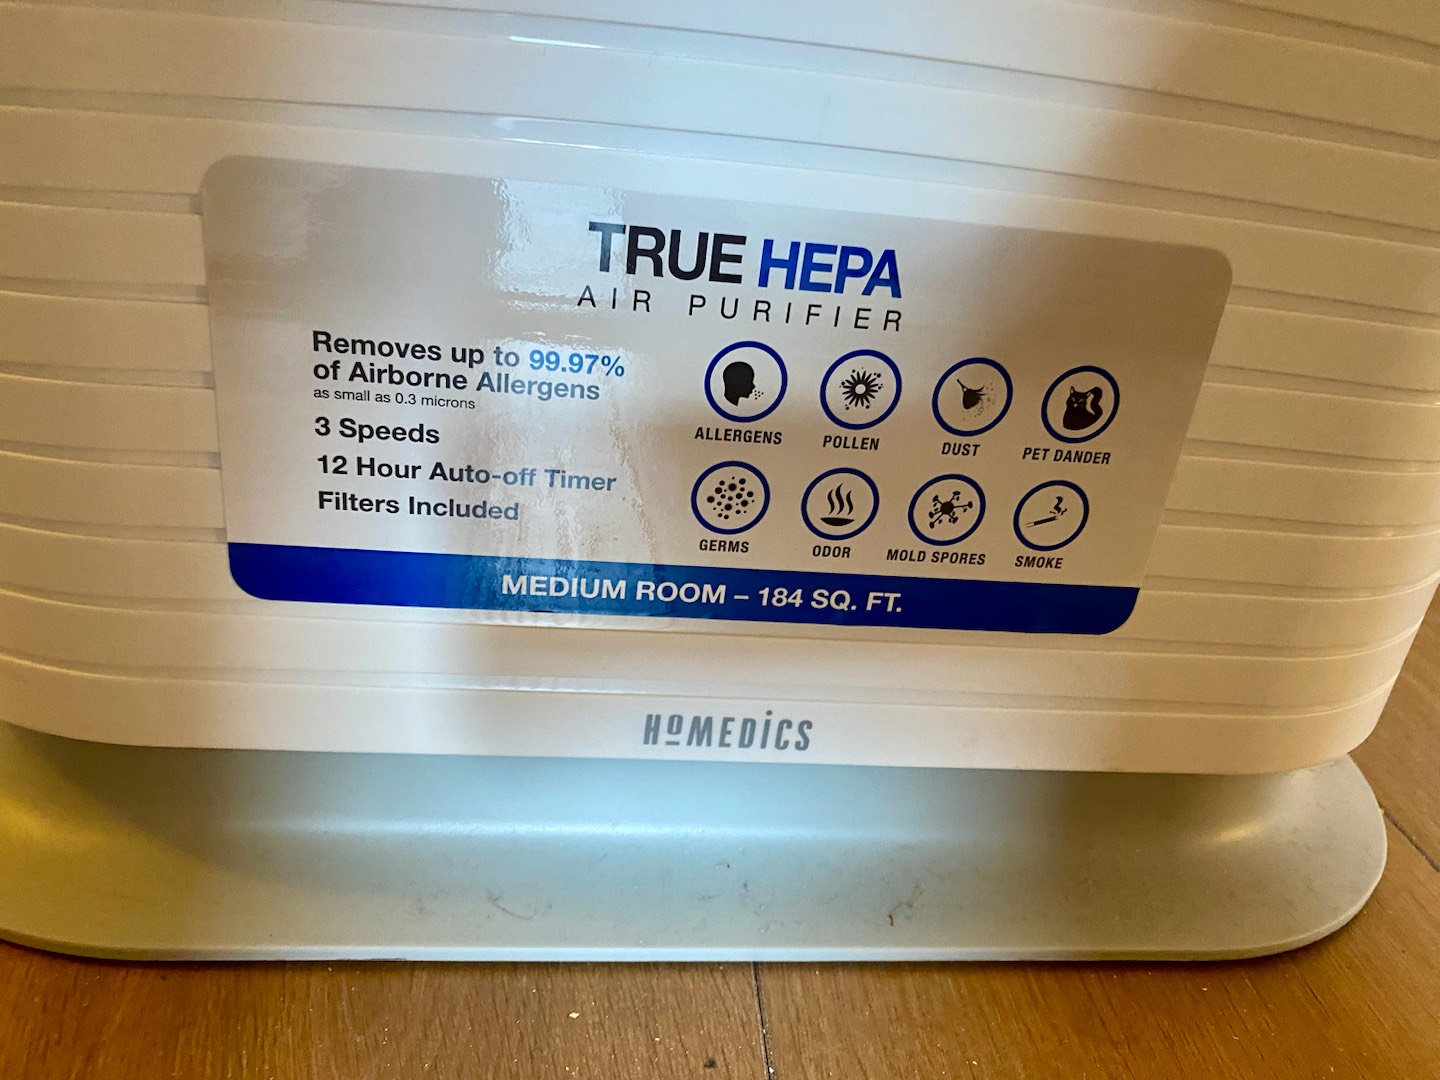 TRUE HEPA
AIR PURIFIER
Removes up to 99.97%
of Airborne Allergens
as small as 0.3 microns
3 Speeds
12 Hour Auto-off Timer
Filters Included
ALLERGENS POLLEN DUST PET DANDER
GERMS ODOR MOLD SPORES SMOKE
MEDIUM ROOM – 184 SQ. FT.
HoMEDiCS